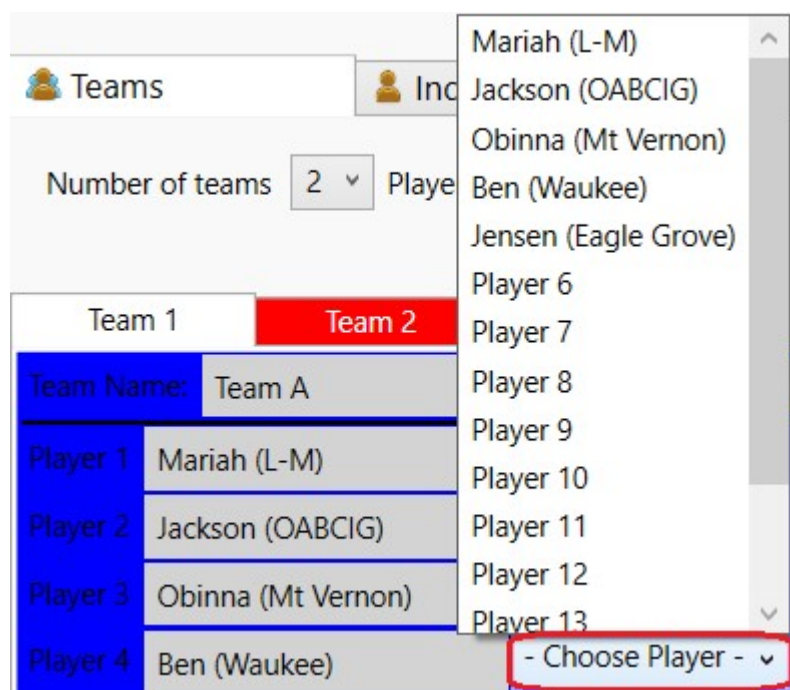 Teams
Ind
Number of teams 2 Playe
Mariah (L-M)
Jackson (OABCIG)
Obinna (Mt Vernon)
Ben (Waukee)
Jensen (Eagle Grove)
Player 6
Player 7
Player 8
Player 9
Player 10
Player 11
Player 12
Player 13
Team 1
Team 2
Team Name: Team A
Player 1 Mariah (L-M)
Player 2 Jackson (OABCIG)
Player 3 Obinna (Mt Vernon)
Player 4 Ben (Waukee)
- Choose Player -